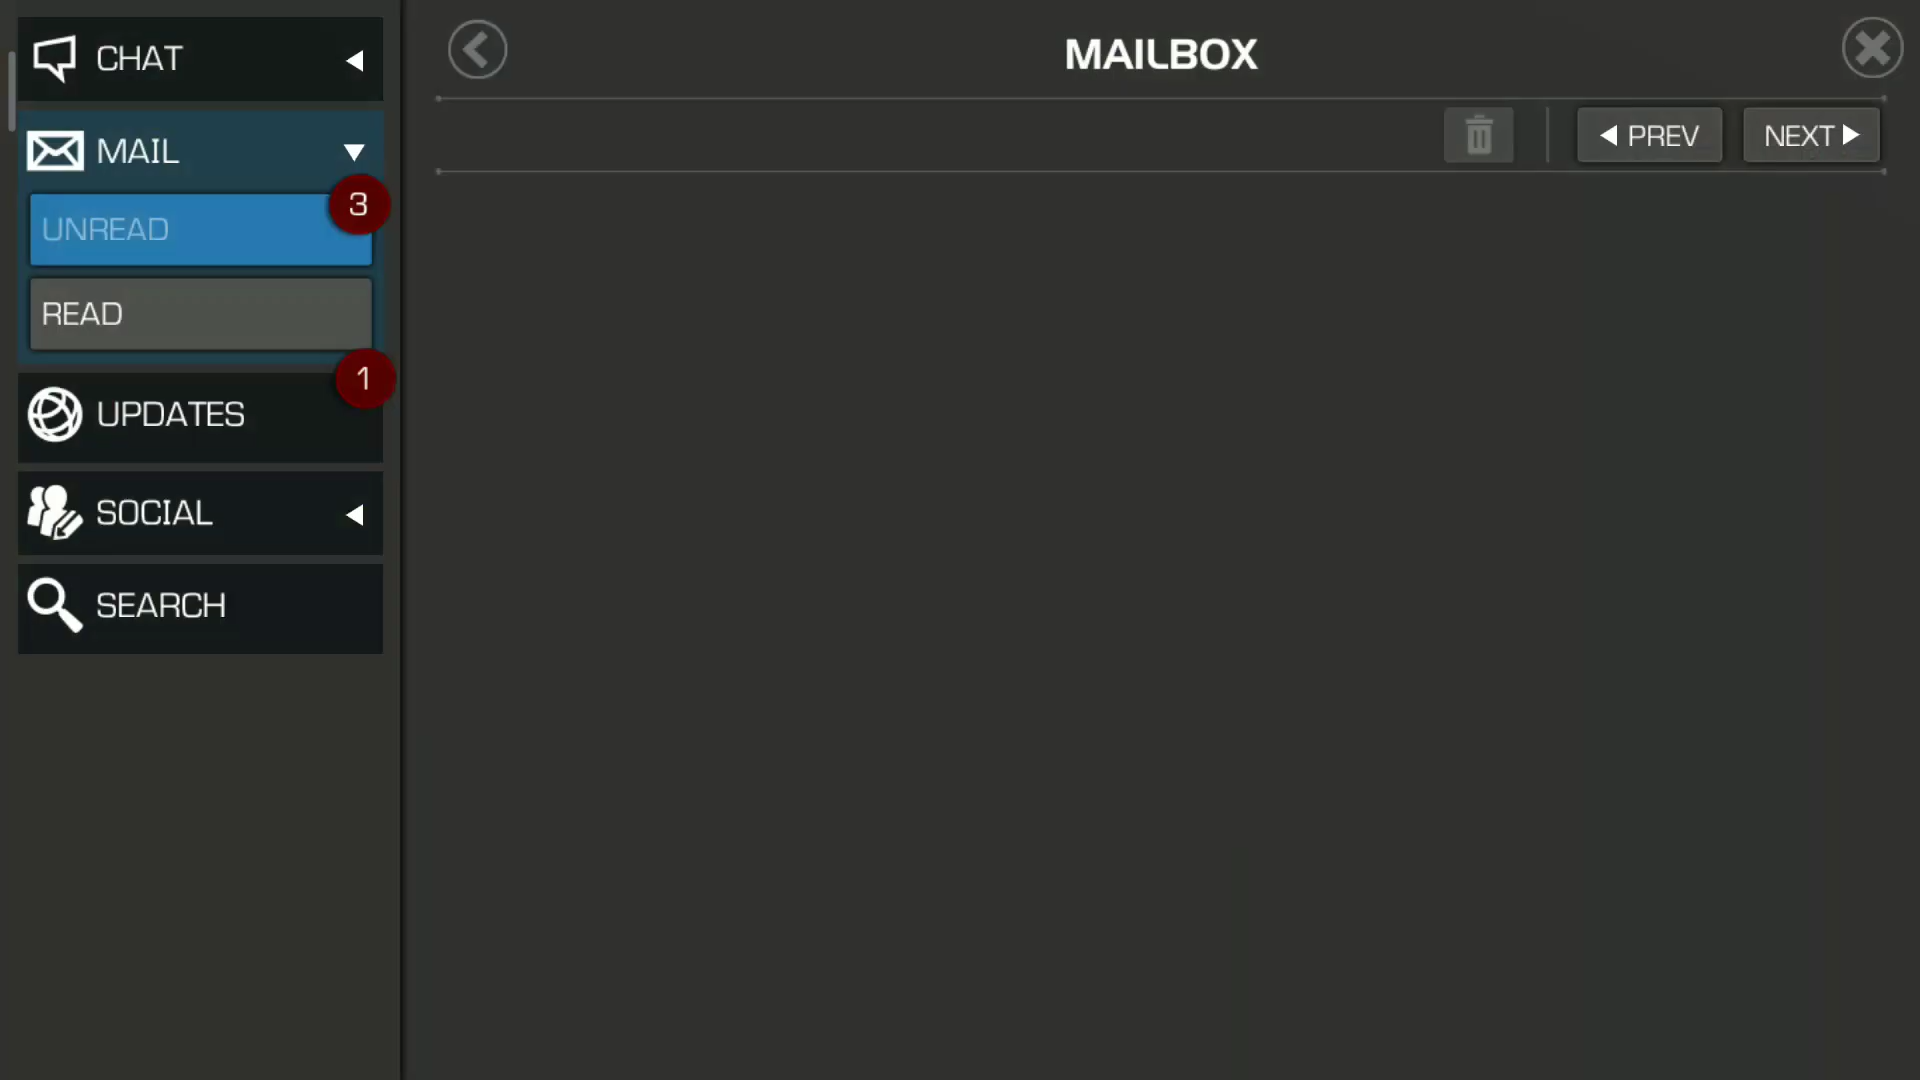 CHAT
MAIL
3
UNREAD
READ
1
UPDATES
SOCIAL
SEARCH
MAILBOX
PREV
NEXT